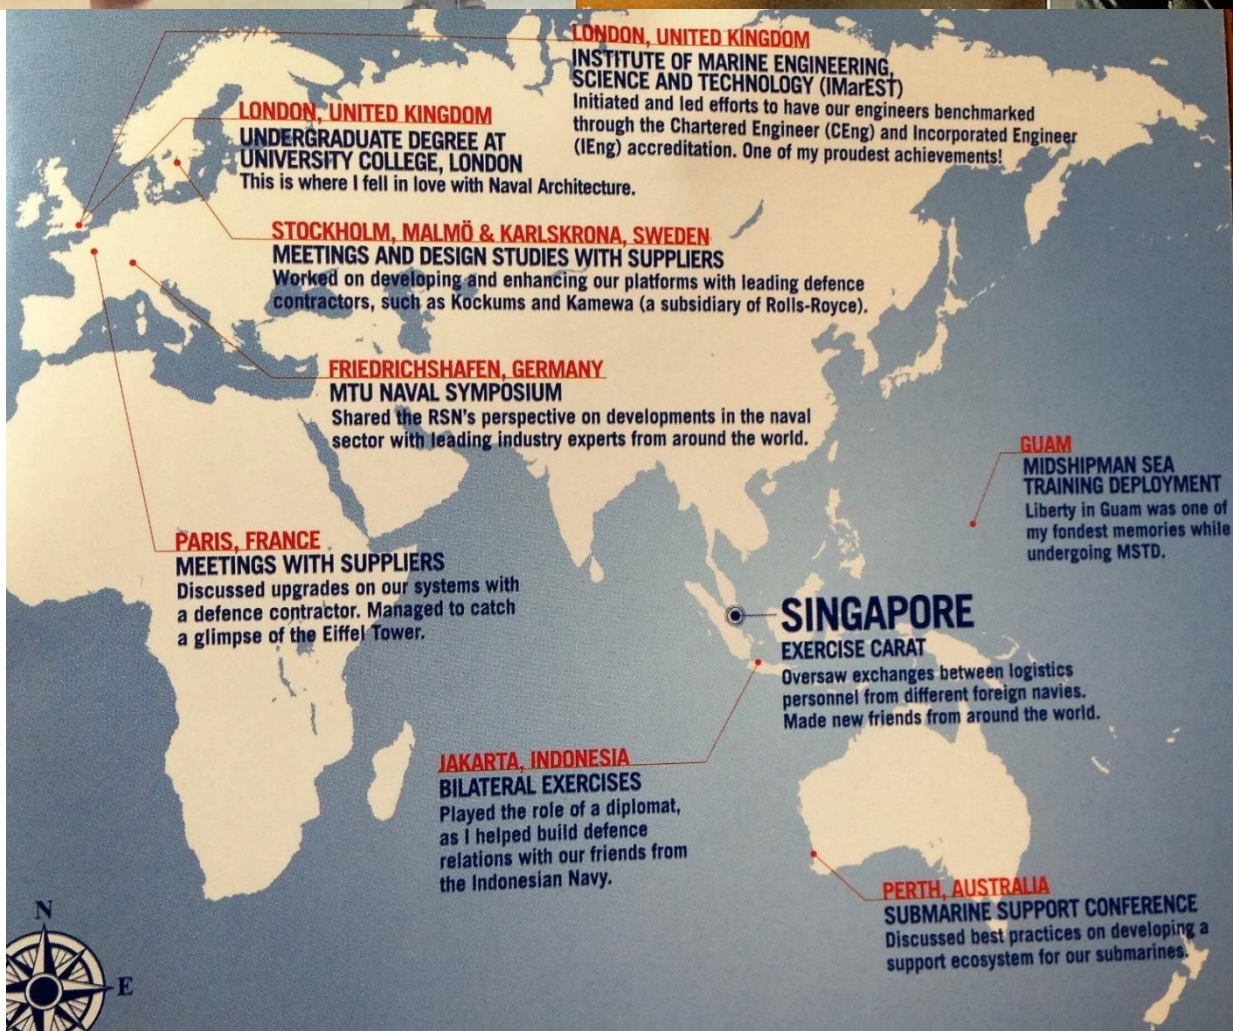 LONDON, UNITED KINGDOM
INSTITUTE OF MARINE ENGINEERING,
SCIENCE AND TECHNOLOGY (IMarEST)
Initiated and led efforts to have our engineers benchmarked
through the Chartered Engineer (CEng) and Incorporated Engineer
(IEng) accreditation. One of my proudest achievements!
LONDON, UNITED KINGDOM
UNDERGRADUATE DEGREE AT
UNIVERSITY COLLEGE, LONDON
This is where I fell in love with Naval Architecture.
STOCKHOLM, MALMÖ & KARLSKRONA, SWEDEN
MEETINGS AND DESIGN STUDIES WITH SUPPLIERS
Worked on developing and enhancing our platforms with leading defence
contractors, such as Kockums and Kamewa (a subsidiary of Rolls-Royce).
FRIEDRICHSHAFEN, GERMANY
MTU NAVAL SYMPOSIUM
Shared the RSN's perspective on developments in the naval
sector with leading industry experts from around the world.
GUAM
MIDSHIPMAN SEA
TRAINING DEPLOYMENT
Liberty in Guam was one of
my fondest memories while
undergoing MSTD.
PARIS, FRANCE
MEETINGS WITH SUPPLIERS
Discussed upgrades on our systems with
a defence contractor. Managed to catch
a glimpse of the Eiffel Tower.
SINGAPORE
EXERCISE CARAT
Oversaw exchanges between logistics
personnel from different foreign navies.
Made new friends from around the world.
JAKARTA, INDONESIA
BILATERAL EXERCISES
Played the role of a diplomat,
as I helped build defence
relations with our friends from
the Indonesian Navy.
PERTH, AUSTRALIA
SUBMARINE SUPPORT CONFERENCE
Discussed best practices on developing a
support ecosystem for our submarines.
N
E